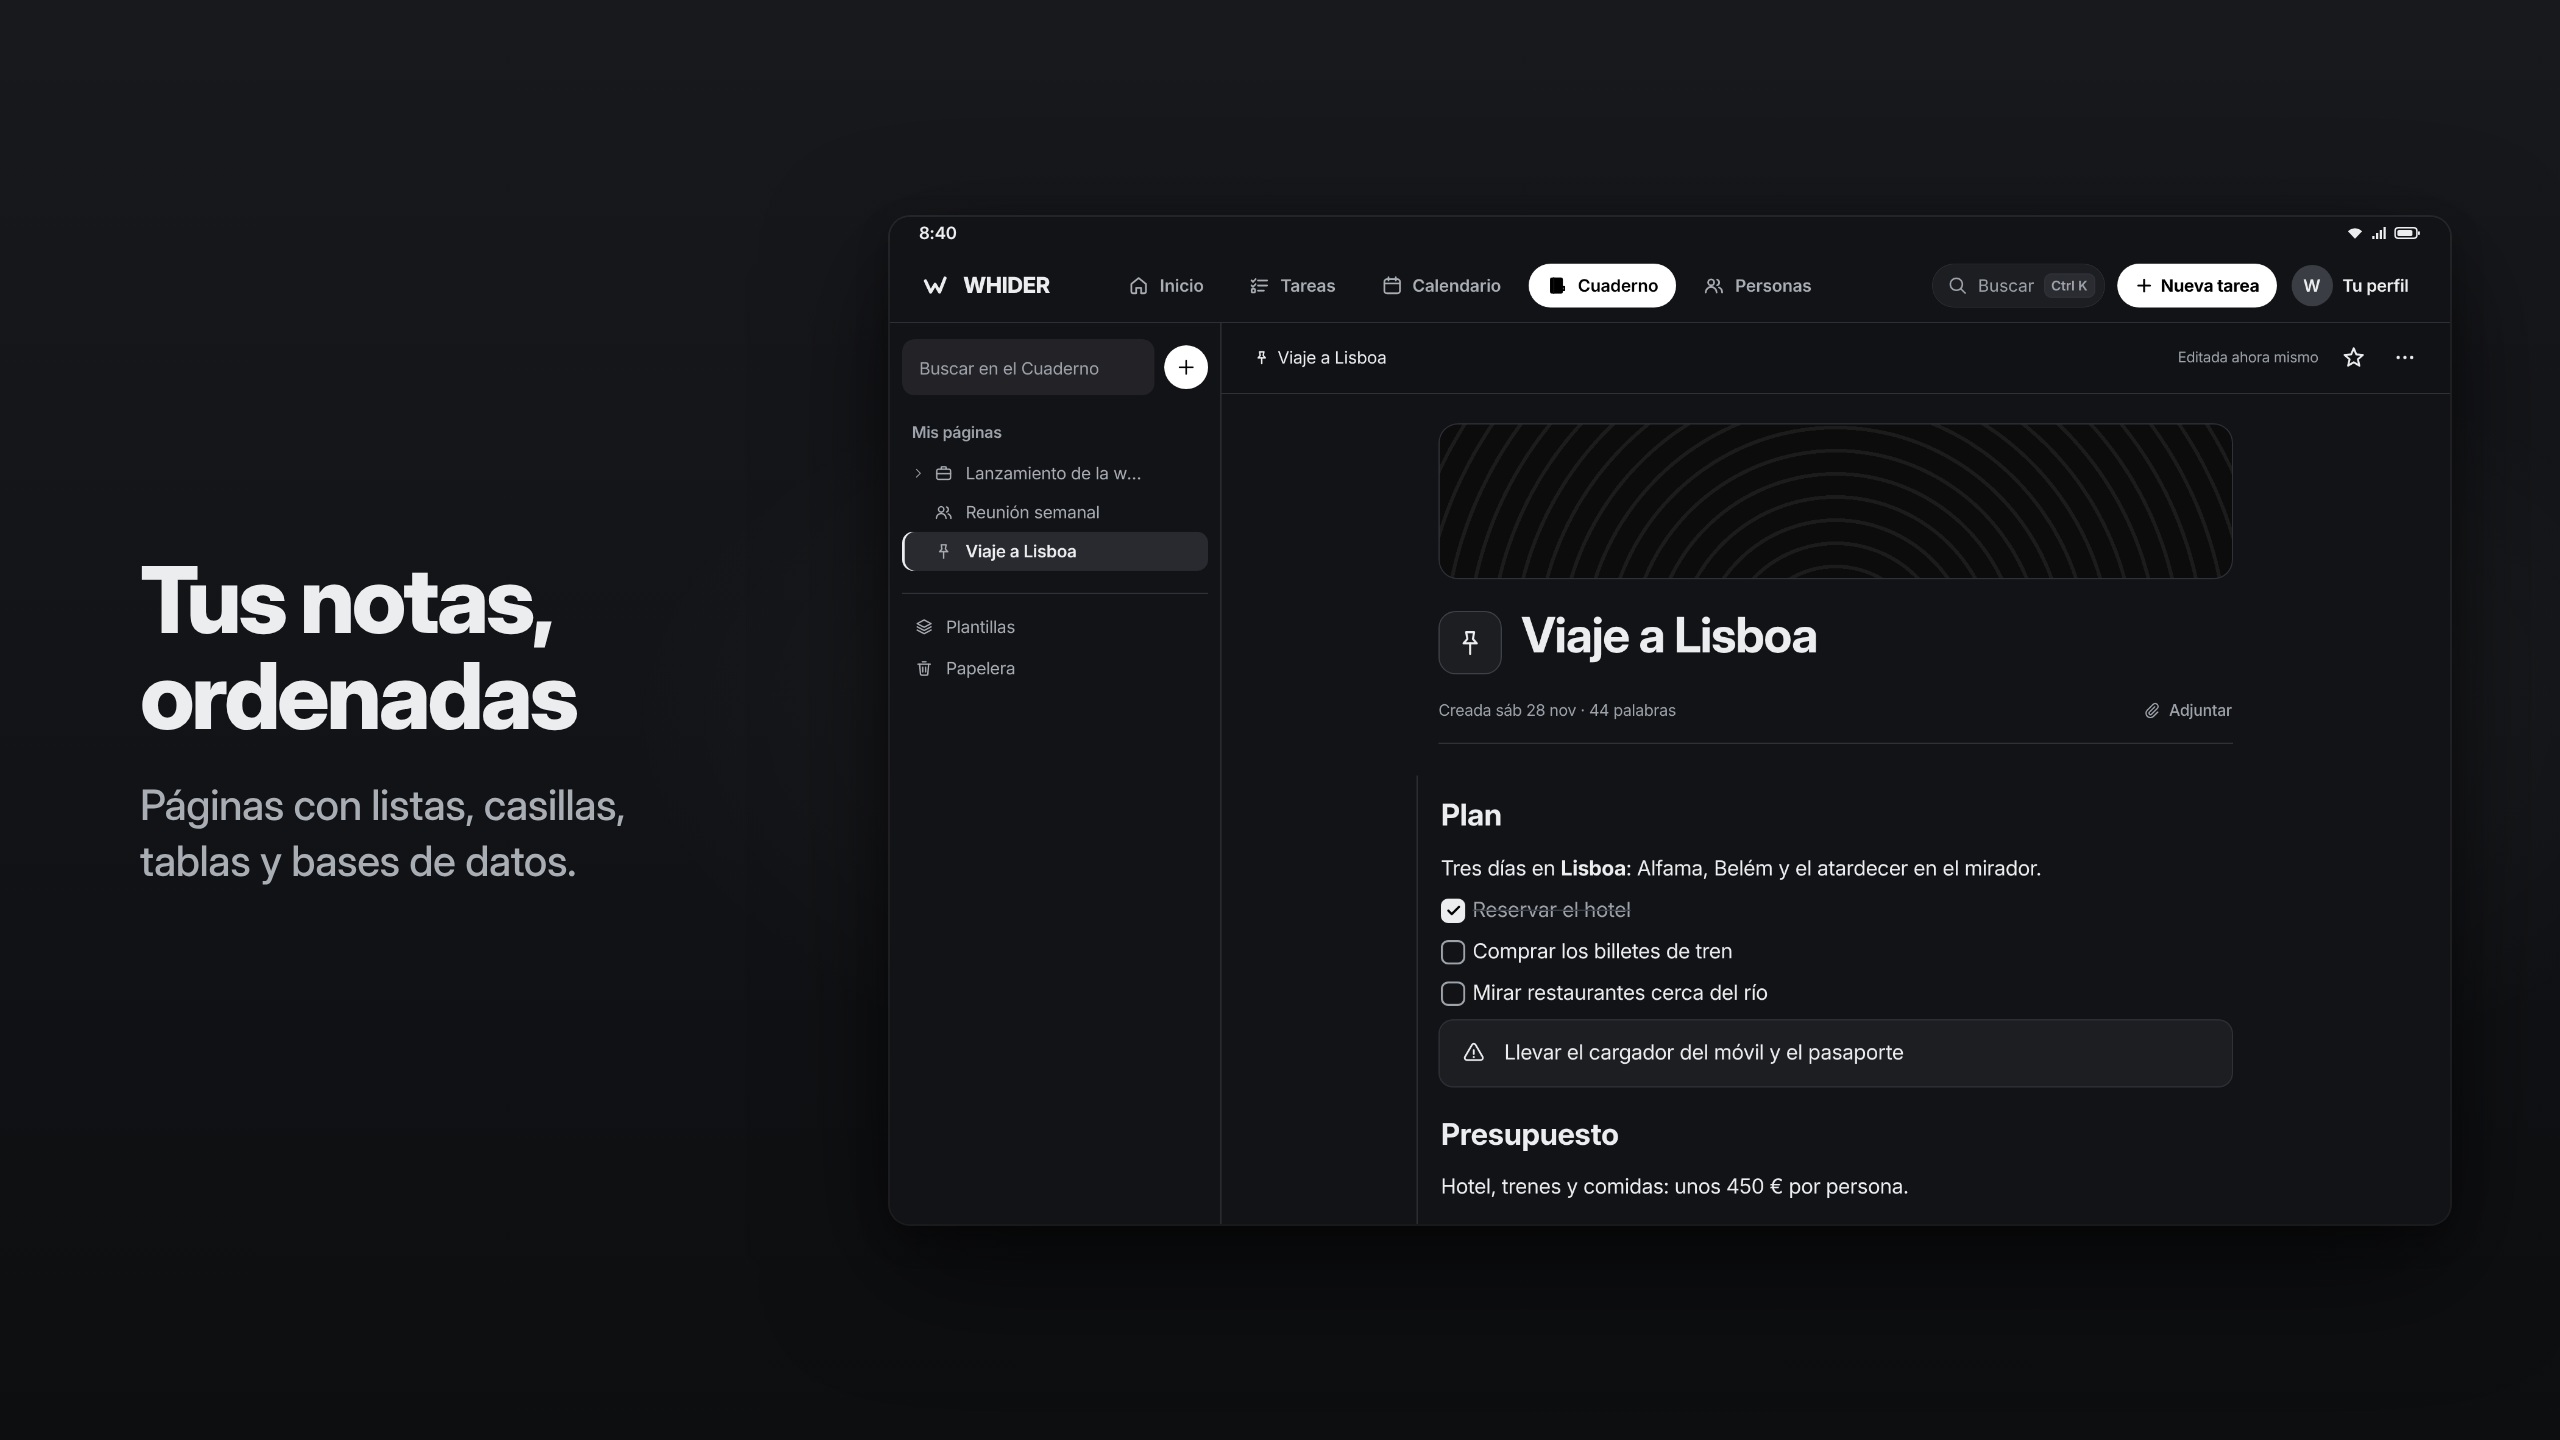 Tus notas,
ordenadas
Páginas con listas, casillas,
tablas y bases de datos.
8:40
WHIDER
Inicio
Tareas
Calendario
Cuaderno
Personas
Buscar
Ctrl K
Nueva tarea
W
Tu perfil
Buscar en el Cuaderno
Mis páginas
Lanzamiento de la w...
Reunión semanal
Viaje a Lisboa
Plantillas
Papelera
Viaje a Lisboa
Editada ahora mismo
Viaje a Lisboa
Creada sáb 28 nov · 44 palabras
Adjuntar
Plan
Tres días en Lisboa: Alfama, Belém y el atardecer en el mirador.
Reservar el hotel
Comprar los billetes de tren
Mirar restaurantes cerca del río
Llevar el cargador del móvil y el pasaporte
Presupuesto
Hotel, trenes y comidas: unos 450 € por persona.